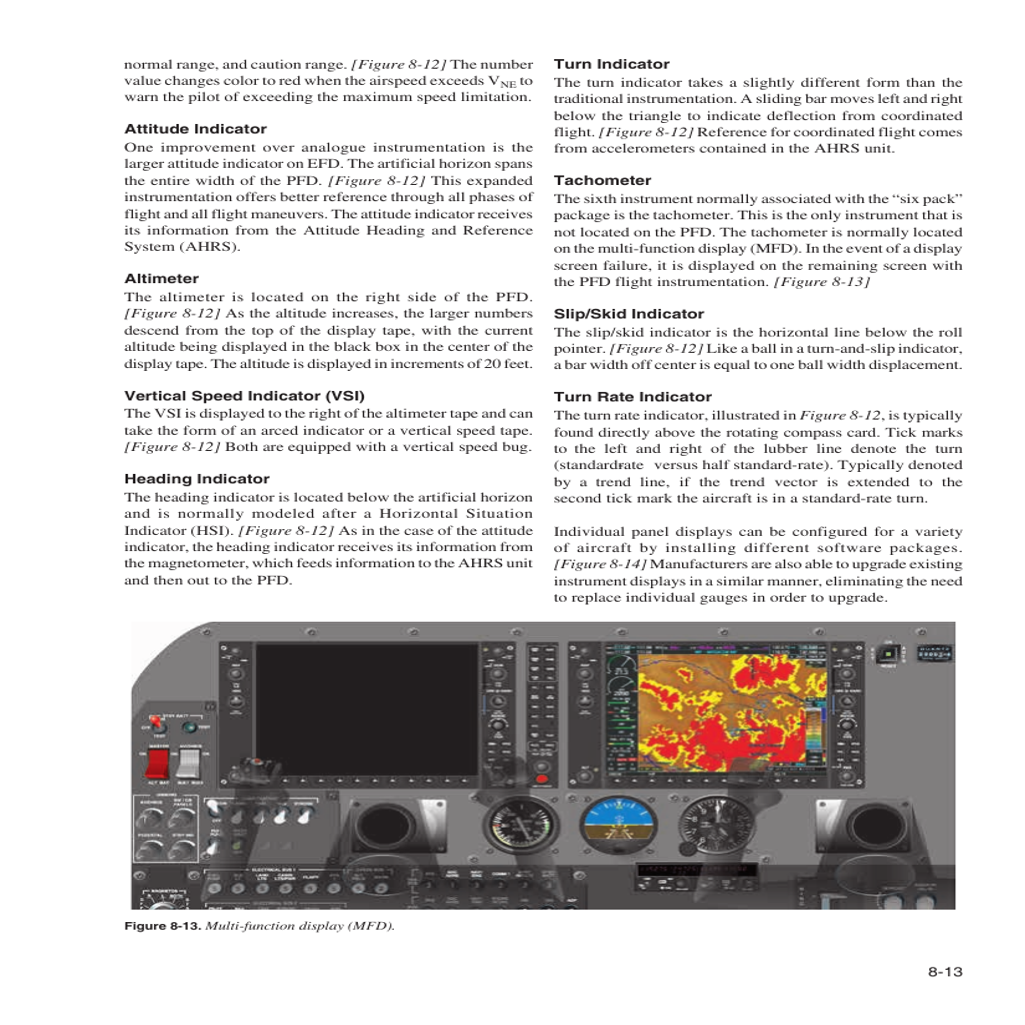 normal range, and caution range. [Figure 8-12] The number
value changes color to red when the airspeed exceeds VNE to
warn the pilot of exceeding the maximum speed limitation.
Attitude Indicator
One improvement over analogue instrumentation is the
larger attitude indicator on EFD. The artificial horizon spans
the entire width of the PFD. [Figure 8-12] This expanded
instrumentation offers better reference through all phases of
flight and all flight maneuvers. The attitude indicator receives
its information from the Attitude Heading and Reference
System (AHRS).
Altimeter
The altimeter is located on the right side of the PFD.
[Figure 8-12] As the altitude increases, the larger numbers
descend from the top of the display tape, with the current
altitude being displayed in the black box in the center of the
display tape. The altitude is displayed in increments of 20 feet.
Vertical Speed Indicator (VSI)
The VSI is displayed to the right of the altimeter tape and can
take the form of an arced indicator or a vertical speed tape.
[Figure 8-12] Both are equipped with a vertical speed bug.
Heading Indicator
The heading indicator is located below the artificial horizon
and is normally modeled after a Horizontal Situation
Indicator (HSI). [Figure 8-12] As in the case of the attitude
indicator, the heading indicator receives its information from
the magnetometer, which feeds information to the AHRS unit
and then out to the PFD.
Turn Indicator
The turn indicator takes a slightly different form than the
traditional instrumentation. A sliding bar moves left and right
below the triangle to indicate deflection from coordinated
flight. [Figure 8-12] Reference for coordinated flight comes
from accelerometers contained in the AHRS unit.
Tachometer
The sixth instrument normally associated with the “six pack”
package is the tachometer. This is the only instrument that is
not located on the PFD. The tachometer is normally located
on the multi-function display (MFD). In the event of a display
screen failure, it is displayed on the remaining screen with
the PFD flight instrumentation. [Figure 8-13]
Slip/Skid Indicator
The slip/skid indicator is the horizontal line below the roll
pointer. [Figure 8-12] Like a ball in a turn-and-slip indicator,
a bar width off center is equal to one ball width displacement.
Turn Rate Indicator
The turn rate indicator, illustrated in Figure 8-12, is typically
found directly above the rotating compass card. Tick marks
to the left and right of the lubber line denote the turn
(standardrate versus half standard-rate). Typically denoted
by a trend line, if the trend vector is extended to the
second tick mark the aircraft is in a standard-rate turn.
Individual panel displays can be configured for a variety
of aircraft by installing different software packages.
[Figure 8-14] Manufacturers are also able to upgrade existing
instrument displays in a similar manner, eliminating the need
to replace individual gauges in order to upgrade.
MASTER
ELECTRICAL BUS 1
Figure 8-13. Multi-function display (MFD).
8-13